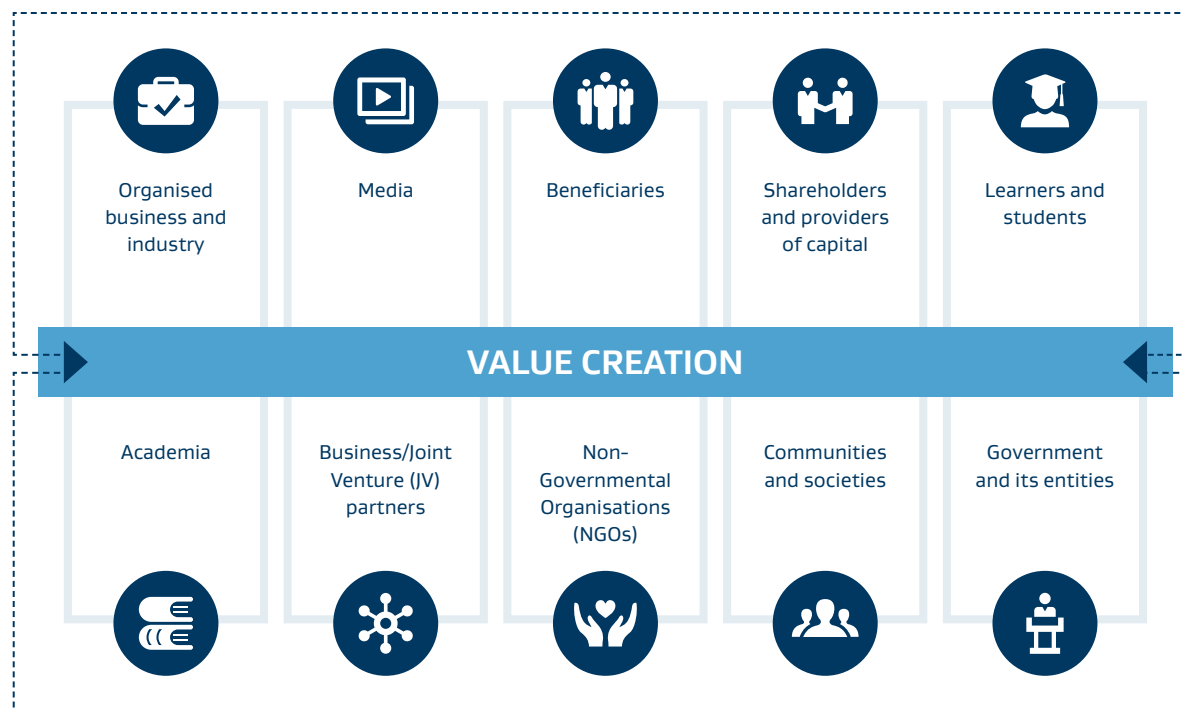 Organised
business and
industry
Media
Beneficiaries
Shareholders
and providers
of capital
Learners and
students
VALUE CREATION
Academia
Business/Joint
Venture (JV)
partners
Non-
Governmental
Organisations
(NGOs)
Communities
and societies
Government
and its entities